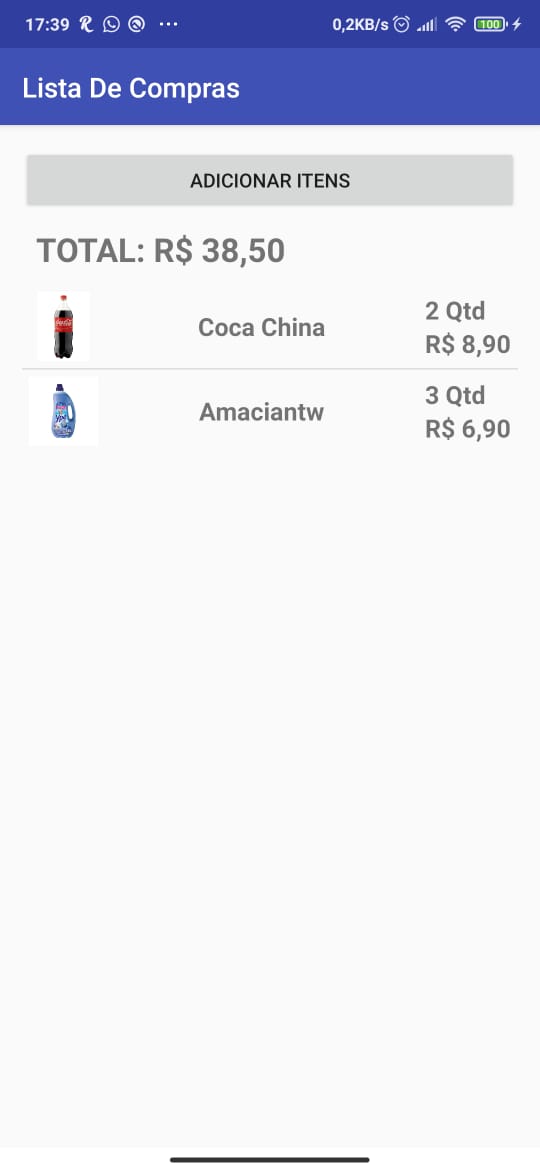 17:39 0,2KB/s 100
Lista De Compras
ADICIONAR ITENS
TOTAL: R$ 38,50
2 Qtd
Coca China
R$ 8,90
3 Qtd
Amaciantw
R$ 6,90